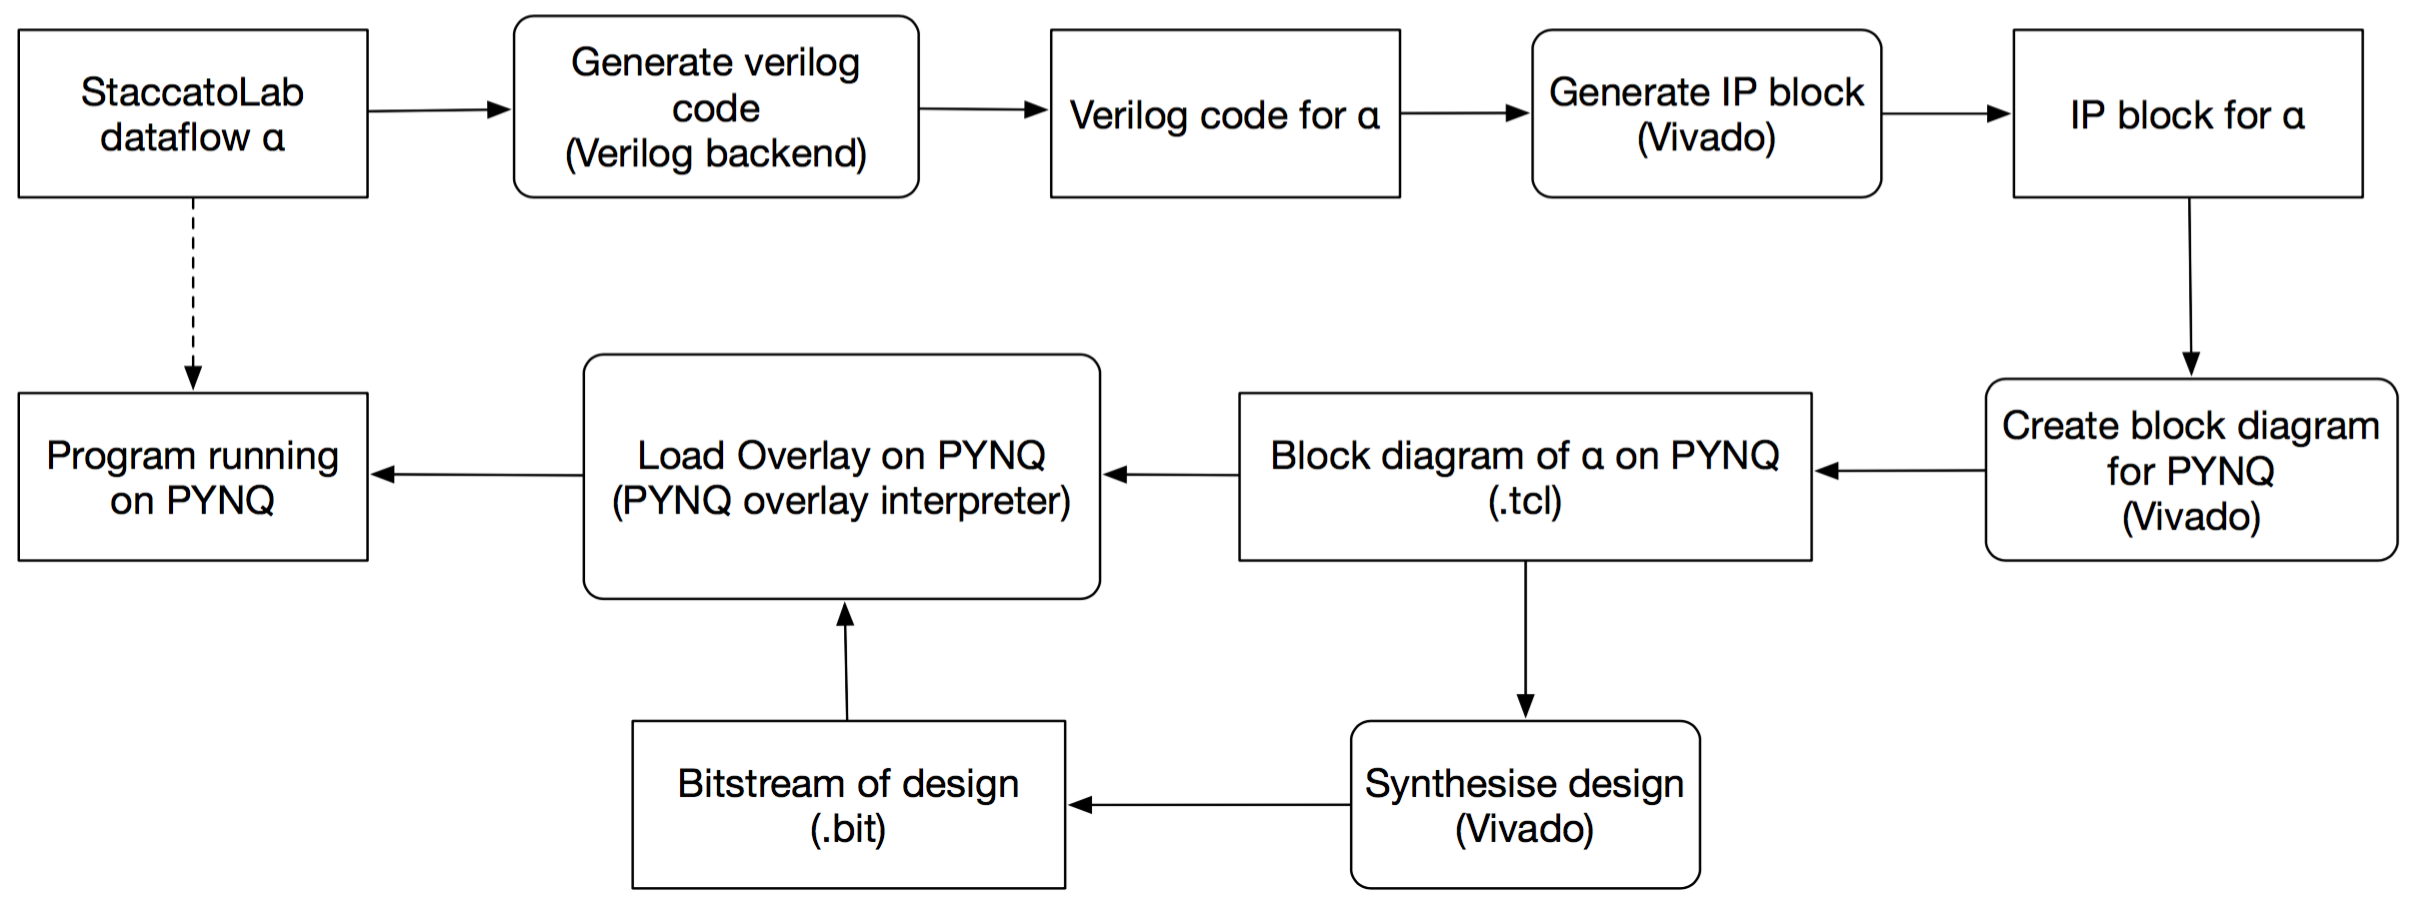 StaccatoLab
dataflow α
Generate verilog
code
(Verilog backend)
Verilog code for α
Generate IP block
(Vivado)
IP block for α
Program running
on PYNQ
Load Overlay on PYNQ
(PYNQ overlay interpreter)
Block diagram of α on PYNQ
(.tcl)
Create block diagram
for PYNQ
(Vivado)
Bitstream of design
(.bit)
Synthesise design
(Vivado)